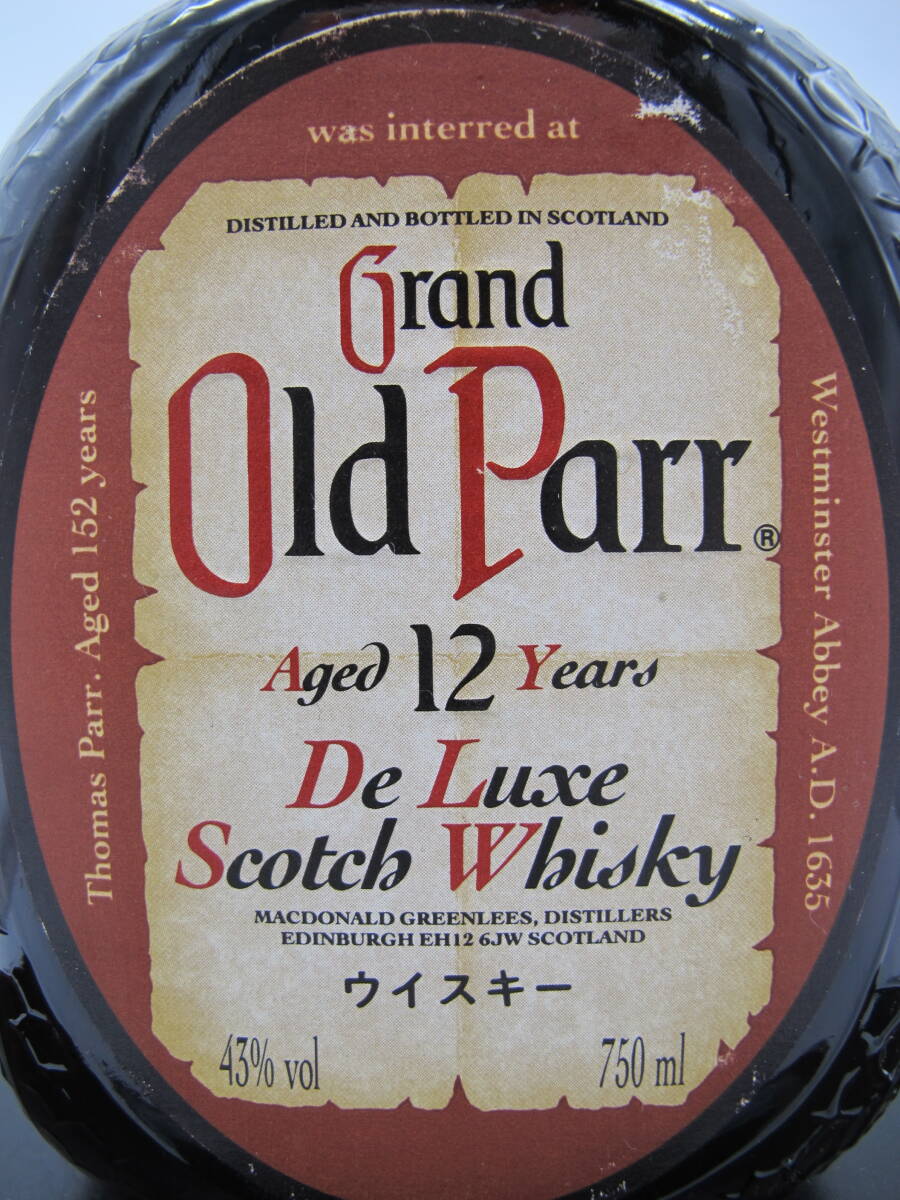 Thomas Parr. Aged 152 years
was interred at
Westminster Abbey A.D. 1635
DISTILLED AND BOTTLED IN SCOTLAND
Grand
Old Parr®
Aged 12 Years
De Luxe
Scotch Whisky
MACDONALD GREENLEES, DISTILLERS
EDINBURGH EH12 6JW SCOTLAND
ウイスキー
43% vol
750 ml